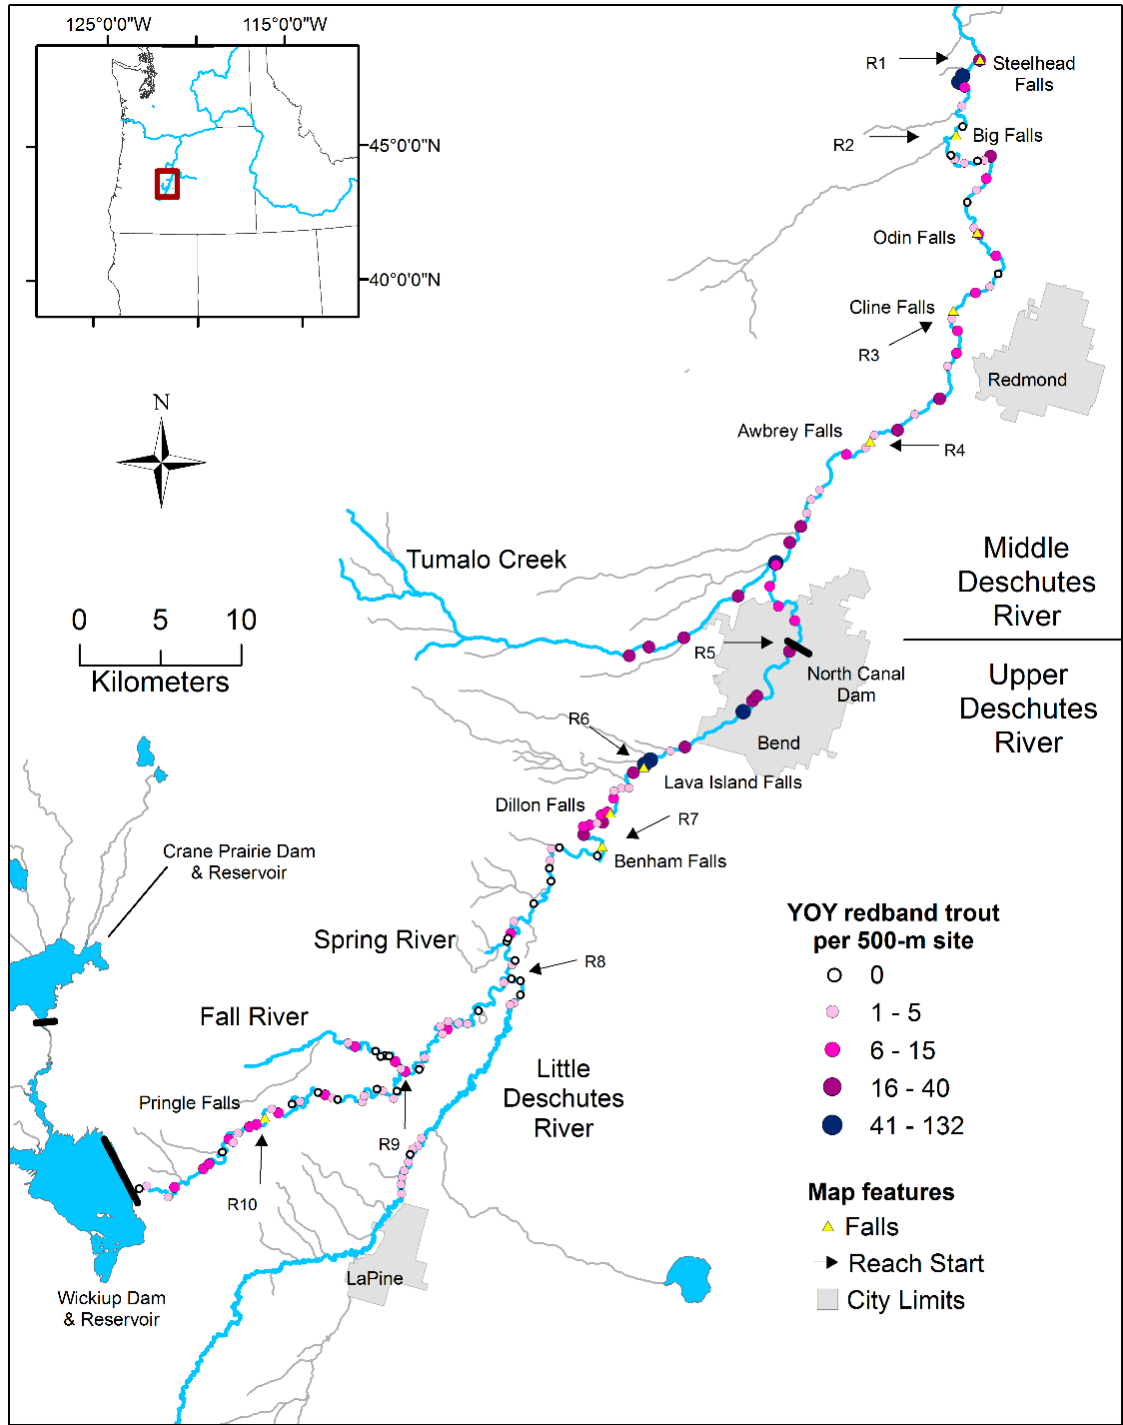 125°0'0"W
115°0'0"W
45°0'0"N
40°0'0"N
R1
Steelhead
Falls
R2
Big Falls
Odin Falls
Cline Falls
R3
Redmond
N
Awbrey Falls
R4
Tumalo Creek
Middle
Deschutes
River
0 5 10
Kilometers
R5
North Canal
Dam
Upper
Deschutes
River
R6
Bend
Lava Island Falls
Dillon Falls
R7
Benham Falls
Crane Prairie Dam
& Reservoir
Spring River
R8
Fall River
Little
Deschutes
River
Pringle Falls
R9
R10
LaPine
Wickiup Dam
& Reservoir
YOY redband trout
per 500-m site
0
1 - 5
6 - 15
16 - 40
41 - 132
Map features
Falls
Reach Start
City Limits